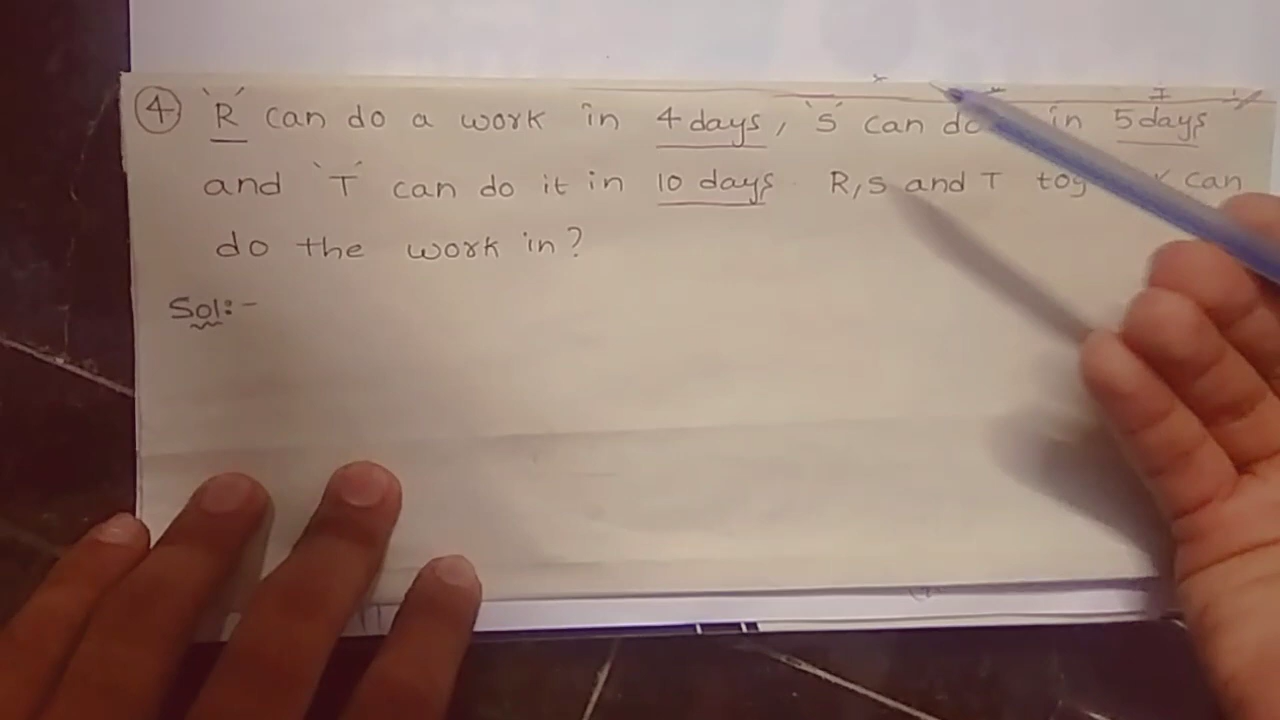 4 'R' can do a work in 4 days, 'S' can do in 5 days
and 'T' can do it in 10 days. R, S and T can
do the work in?
Sol:-